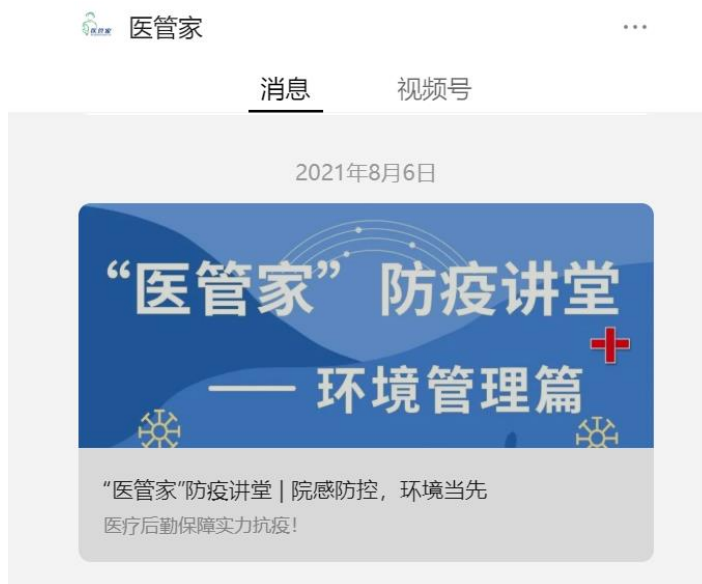 医管家
医管家
消息 视频号
2021年8月6日
“医管家”防疫讲堂
—— 环境管理篇
“医管家”防疫讲堂 | 院感防控，环境当先
医疗后勤保障实力抗疫！